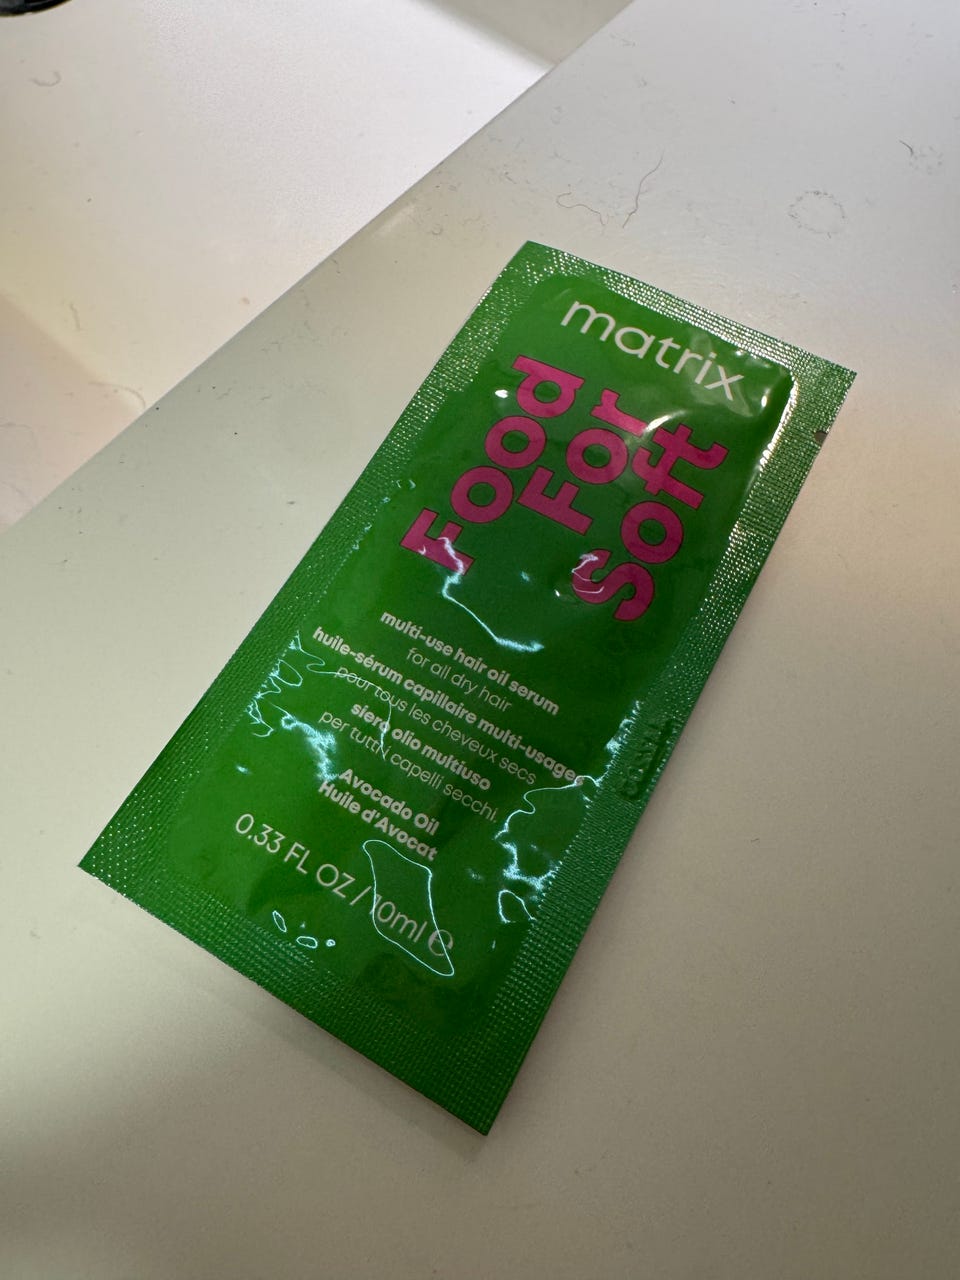 matrix
Food
For
Soft
multi-use hair oil serum
for all dry hair
huile-sérum capillaire multi-usages
pour tous les cheveux secs
siero olio multiuso
per tutti i capelli secchi.
Avocado Oil
Huile d'Avocat
0.33 FL OZ / 10ml e